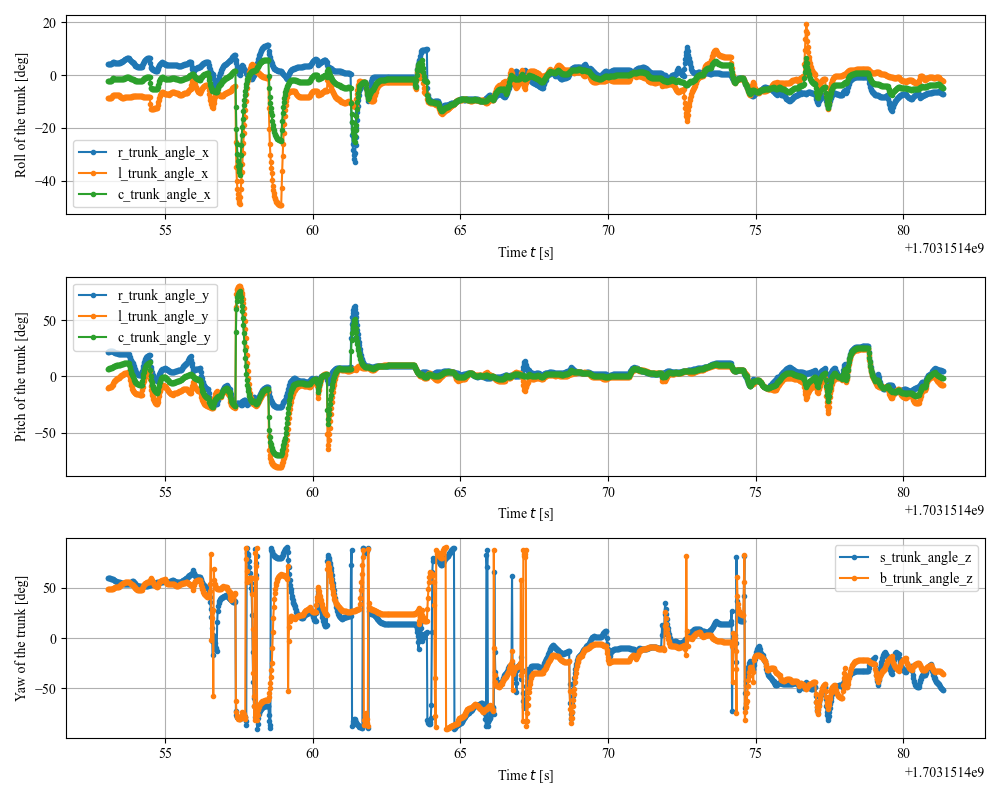 20
0
−20
−40
Roll of the trunk [deg]
r_trunk_angle_x
l_trunk_angle_x
c_trunk_angle_x
55 60 65 70 75 80
Time t [s]
+1.7031514e9
50
0
−50
Pitch of the trunk [deg]
r_trunk_angle_y
l_trunk_angle_y
c_trunk_angle_y
55 60 65 70 75 80
Time t [s]
+1.7031514e9
50
0
−50
Yaw of the trunk [deg]
s_trunk_angle_z
b_trunk_angle_z
55 60 65 70 75 80
Time t [s]
+1.7031514e9